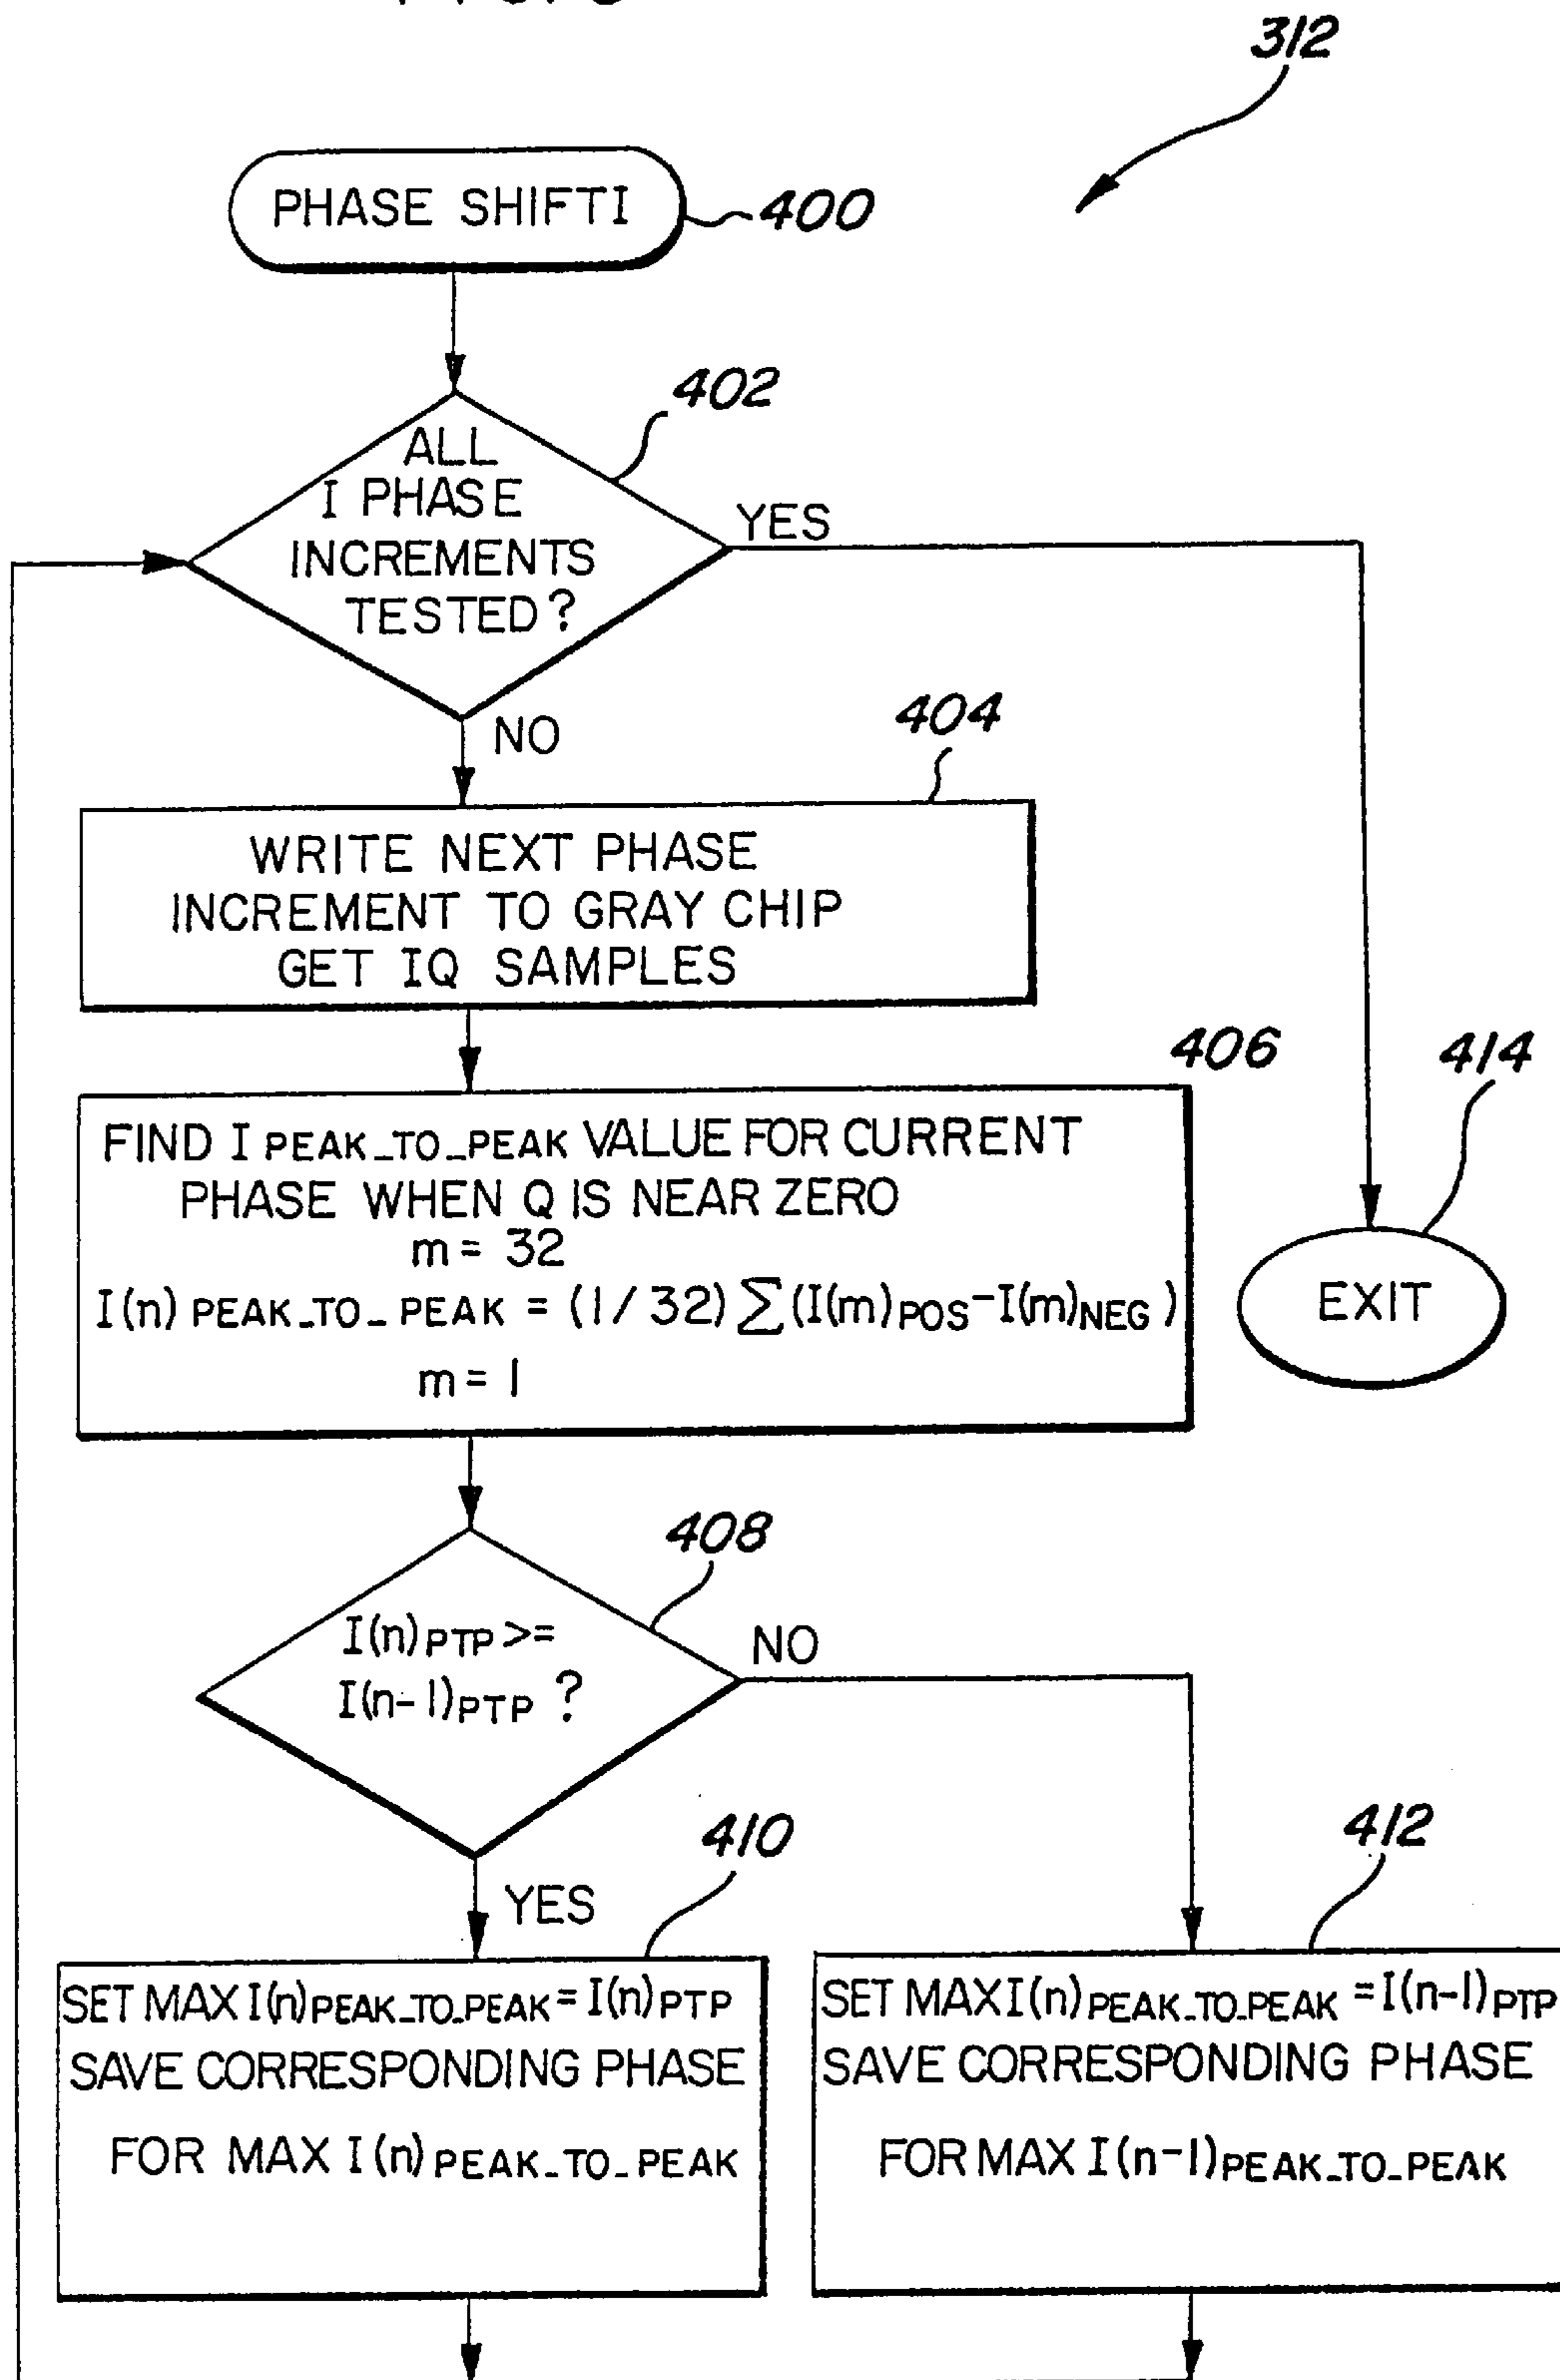 312
PHASE SHIFTI
400
402
ALL
I PHASE
INCREMENTS
TESTED?
YES
NO
404
WRITE NEXT PHASE
INCREMENT TO GRAY CHIP
GET IQ SAMPLES
406
414
FIND I PEAK_TO_PEAK VALUE FOR CURRENT
PHASE WHEN Q IS NEAR ZERO
m = 32
I(n) PEAK_TO_PEAK = (1/32) ∑(I(m)POS-I(m)NEG)
m = 1
EXIT
408
I(n)PTP >=
I(n-1)PTP ?
NO
410
412
YES
SET MAX I(n)PEAK_TO_PEAK = I(n)PTP
SAVE CORRESPONDING PHASE
FOR MAX I(n)PEAK_TO_PEAK
SET MAX I(n)PEAK_TO_PEAK = I(n-1)PTP
SAVE CORRESPONDING PHASE
FOR MAX I(n-1)PEAK_TO_PEAK